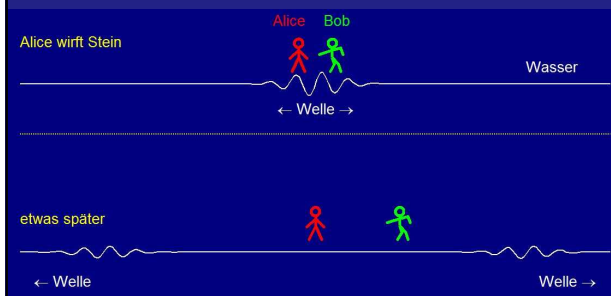 Alice Bob
Alice wirft Stein
Wasser
← Welle →
etwas später
← Welle
Welle →